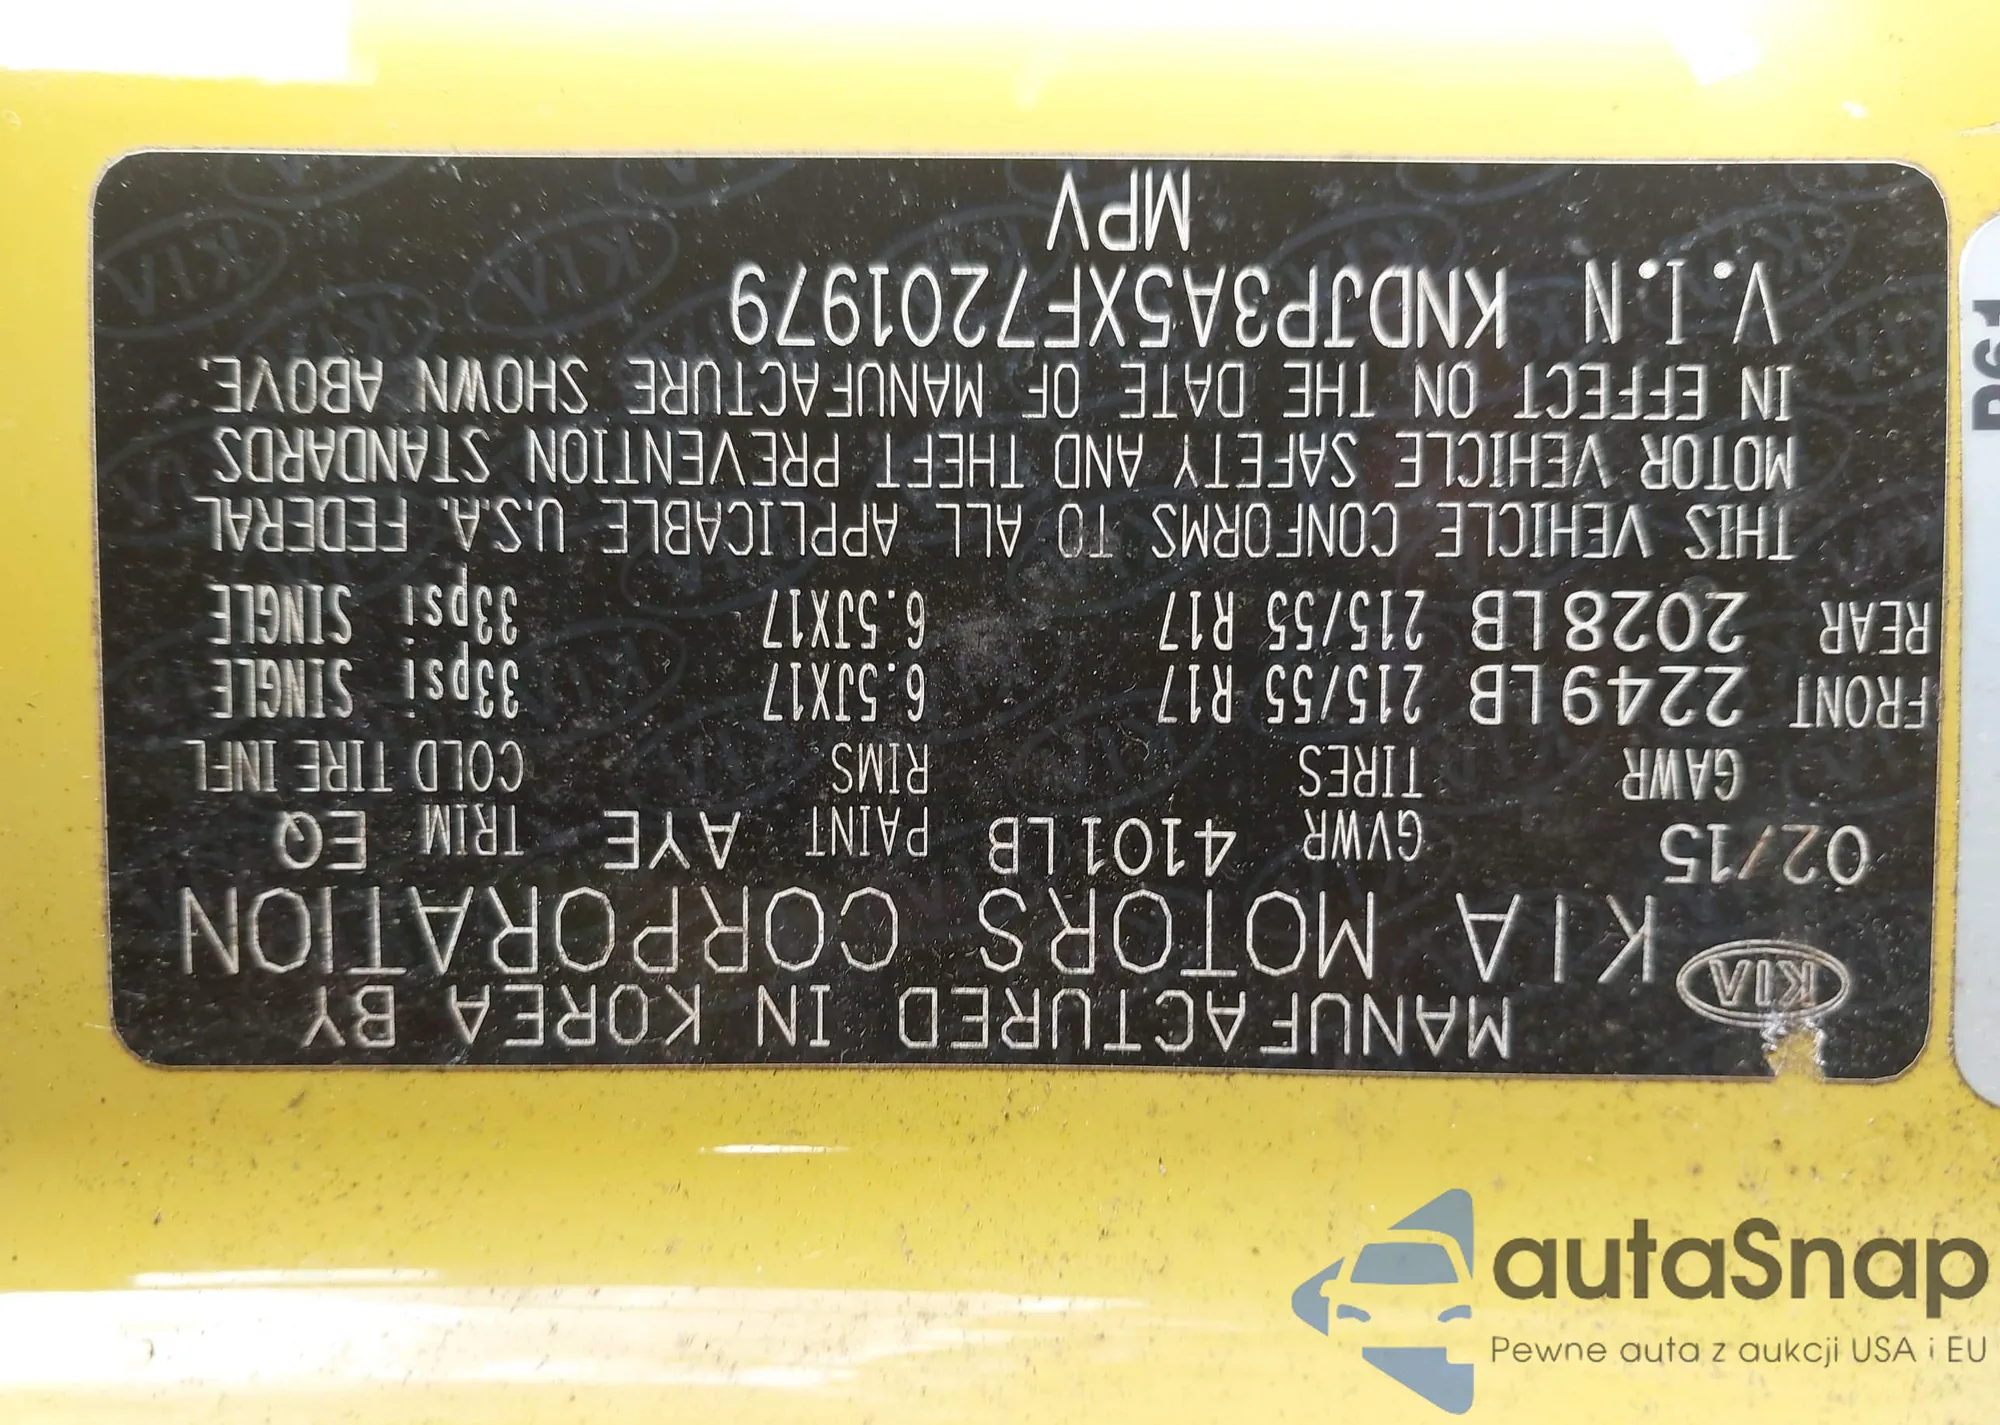 MANUFACTURED IN KOREA BY
KIA KIA MOTORS CORPORATION
02/15 GVWR 4101LB PAINT AYE TRIM EQ
GAWR TIRES RIMS COLD TIRE INFL
FRONT 2249LB 215/55 R17 6.5JX17 33psi SINGLE
REAR 2028LB 215/55 R17 6.5JX17 33psi SINGLE
THIS VEHICLE CONFORMS TO ALL APPLICABLE U.S.A. FEDERAL
MOTOR VEHICLE SAFETY AND THEFT PREVENTION STANDARDS
IN EFFECT ON THE DATE OF MANUFACTURE SHOWN ABOVE.
V.I.N KNDJP3A5XF7201979
MPV
autaSnap
Pewne auta z aukcji USA i EU